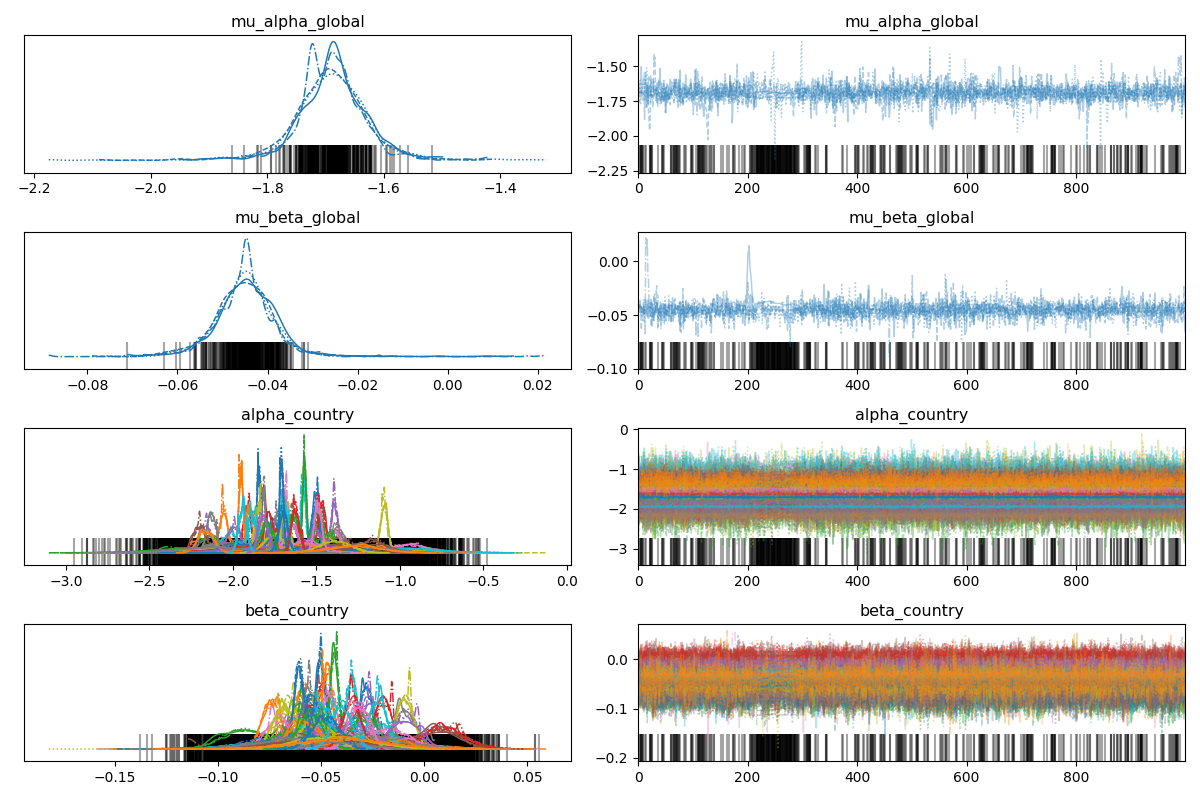 mu_alpha_global
−2.2 −2.0 −1.8 −1.6 −1.4
mu_alpha_global
−1.50
−1.75
−2.00
−2.25
0 200 400 600 800
mu_beta_global
−0.08 −0.06 −0.04 −0.02 0.00 0.02
mu_beta_global
0.00
−0.05
−0.10
0 200 400 600 800
alpha_country
−3.0 −2.5 −2.0 −1.5 −1.0 −0.5 0.0
alpha_country
0
−1
−2
−3
0 200 400 600 800
beta_country
−0.15 −0.10 −0.05 0.00 0.05
beta_country
0.0
−0.1
−0.2
0 200 400 600 800